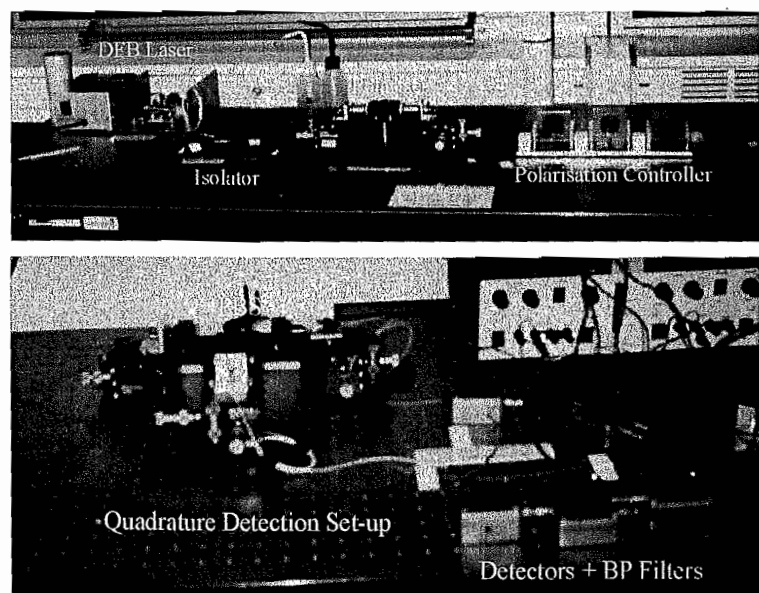 DFB Laser
Isolator
Polarisation Controller
Quadrature Detection Set-up
Detectors + BP Filters